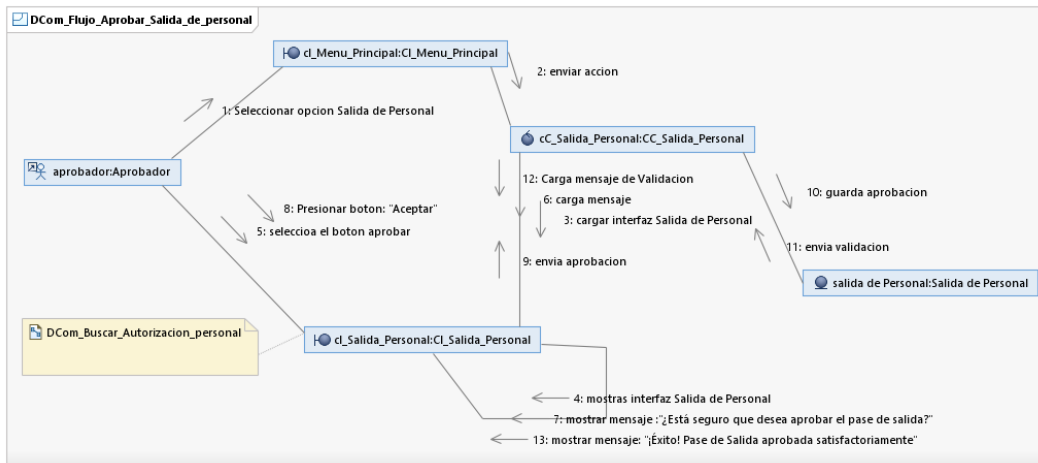 DCom_Flujo_Aprobar_Salida_de_personal
cI_Menu_Principal:CI_Menu_Principal
2: enviar accion
1: Seleccionar opcion Salida de Personal
cC_Salida_Personal:CC_Salida_Personal
aprobador:Aprobador
12: Carga mensaje de Validacion
6: carga mensaje
10: guarda aprobacion
8: Presionar boton: "Aceptar"
3: cargar interfaz Salida de Personal
5: seleccioa el boton aprobar
11: envia validacion
9: envia aprobacion
salida de Personal:Salida de Personal
DCom_Buscar_Autorizacion_personal
cI_Salida_Personal:CI_Salida_Personal
4: mostras interfaz Salida de Personal
7: mostrar mensaje :"¿Está seguro que desea aprobar el pase de salida?"
13: mostrar mensaje: "¡Éxito! Pase de Salida aprobada satisfactoriamente"